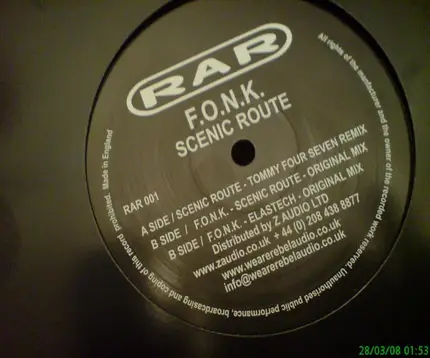 RAR
F.O.N.K.
SCENIC ROUTE
RAR 001
A SIDE / SCENIC ROUTE - TOMMY FOUR SEVEN REMIX
B SIDE / F.O.N.K. - SCENIC ROUTE - ORIGINAL MIX
B SIDE / F.O.N.K. - ELASTECH - ORIGINAL MIX
Distributed by Z AUDIO LTD
www.zaudio.co.uk + 44 (0) 208 438 8877
www.wearerebelaudio.co.uk
info@wearerebelaudio.co.uk
All rights of the manufacturer and the owner of the recorded work reserved. Unauthorised public performance, broadcasing and copying of this record prohibited. Made in England
28/03/08 01:53